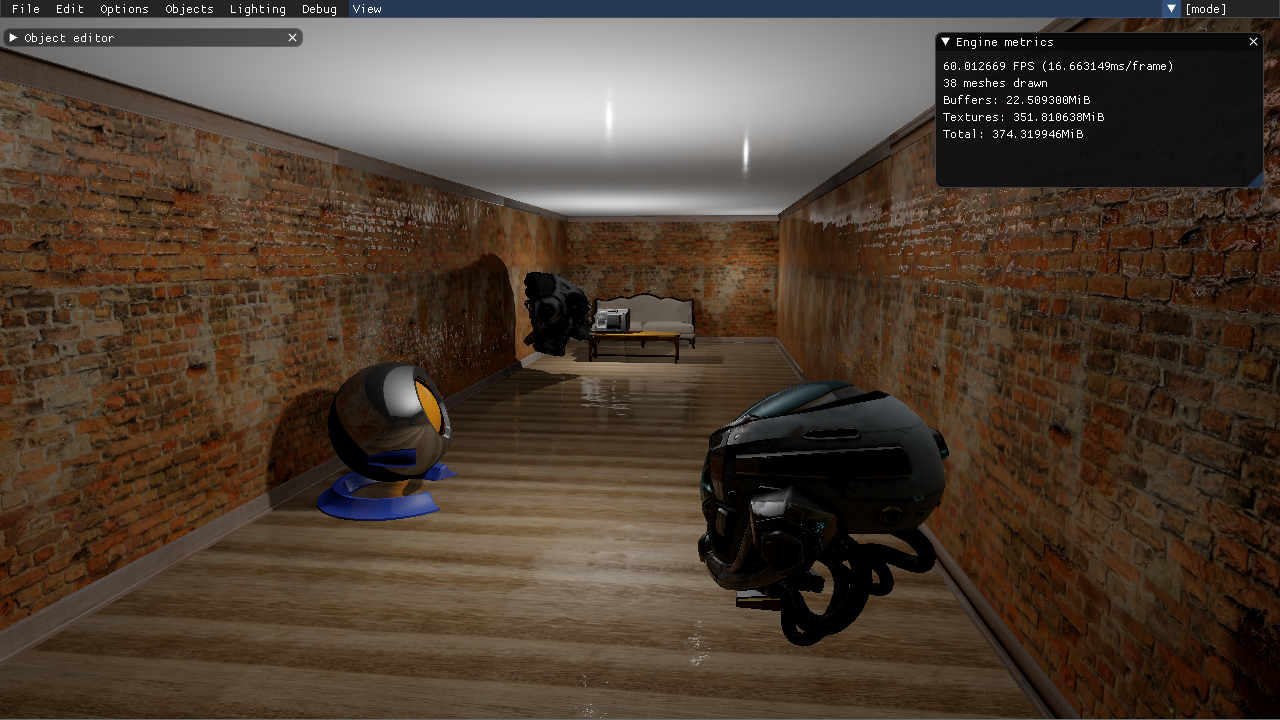 File Edit Options Objects Lighting Debug View [mode]
Object editor
Engine metrics
60.012669 FPS (16.663149ms/frame)
38 meshes drawn
Buffers: 22.509300MiB
Textures: 351.810638MiB
Total: 374.319946MiB